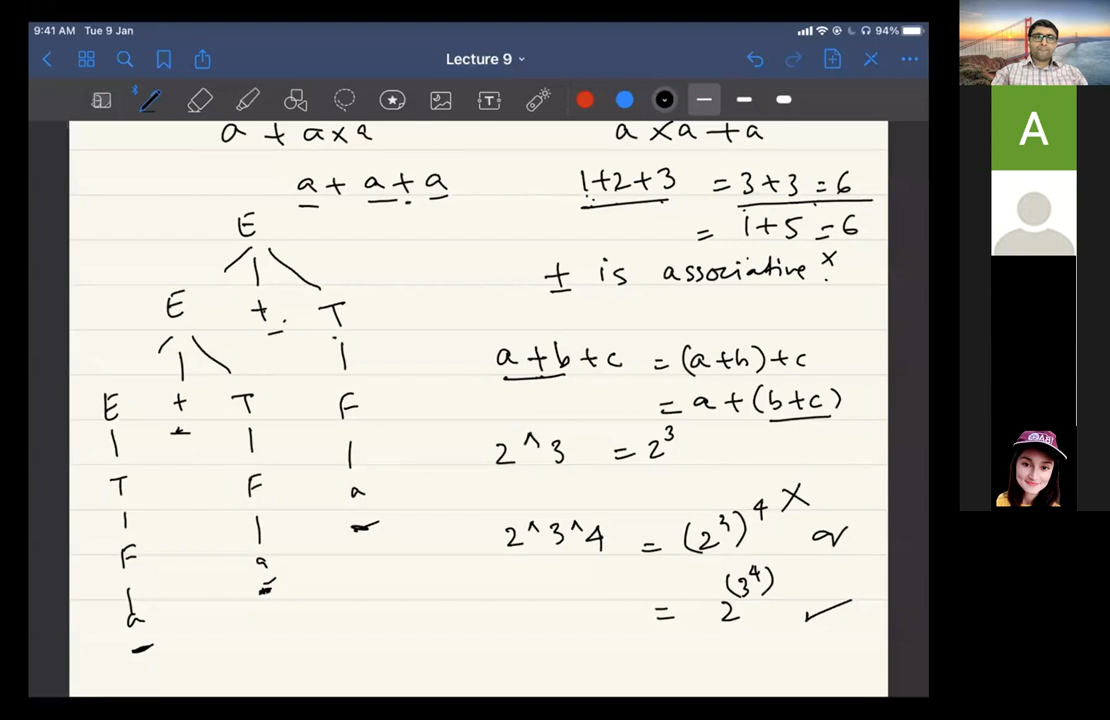 9:41 AM Tue 9 Jan
94%
Lecture 9
a + a × a
a × a + a
a + a + a
1+2+3 = 3+3 = 6
= 1+5 = 6
+ is associative
E
E + T
E + T F
T F a
F a
a
a+b+c = (a+b)+c
= a+(b+c)
2^3 = 2³
2^3^4 = (2³)⁴ × or
= 2^(3⁴) ✓
A